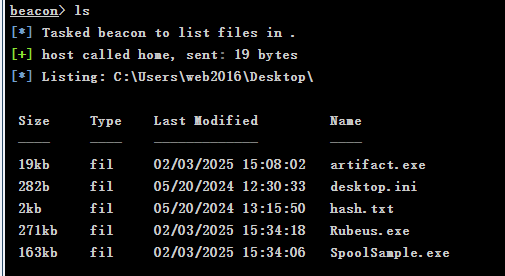 beacon> ls
[*] Tasked beacon to list files in .
[+] host called home, sent: 19 bytes
[*] Listing: C:\Users\web2016\Desktop\
Size Type Last Modified Name
---- ---- ------------- ----
19kb fil 02/03/2025 15:08:02 artifact.exe
282b fil 05/20/2024 12:30:33 desktop.ini
2kb fil 05/20/2024 13:15:50 hash.txt
271kb fil 02/03/2025 15:34:18 Rubeus.exe
163kb fil 02/03/2025 15:34:06 SpoolSample.exe